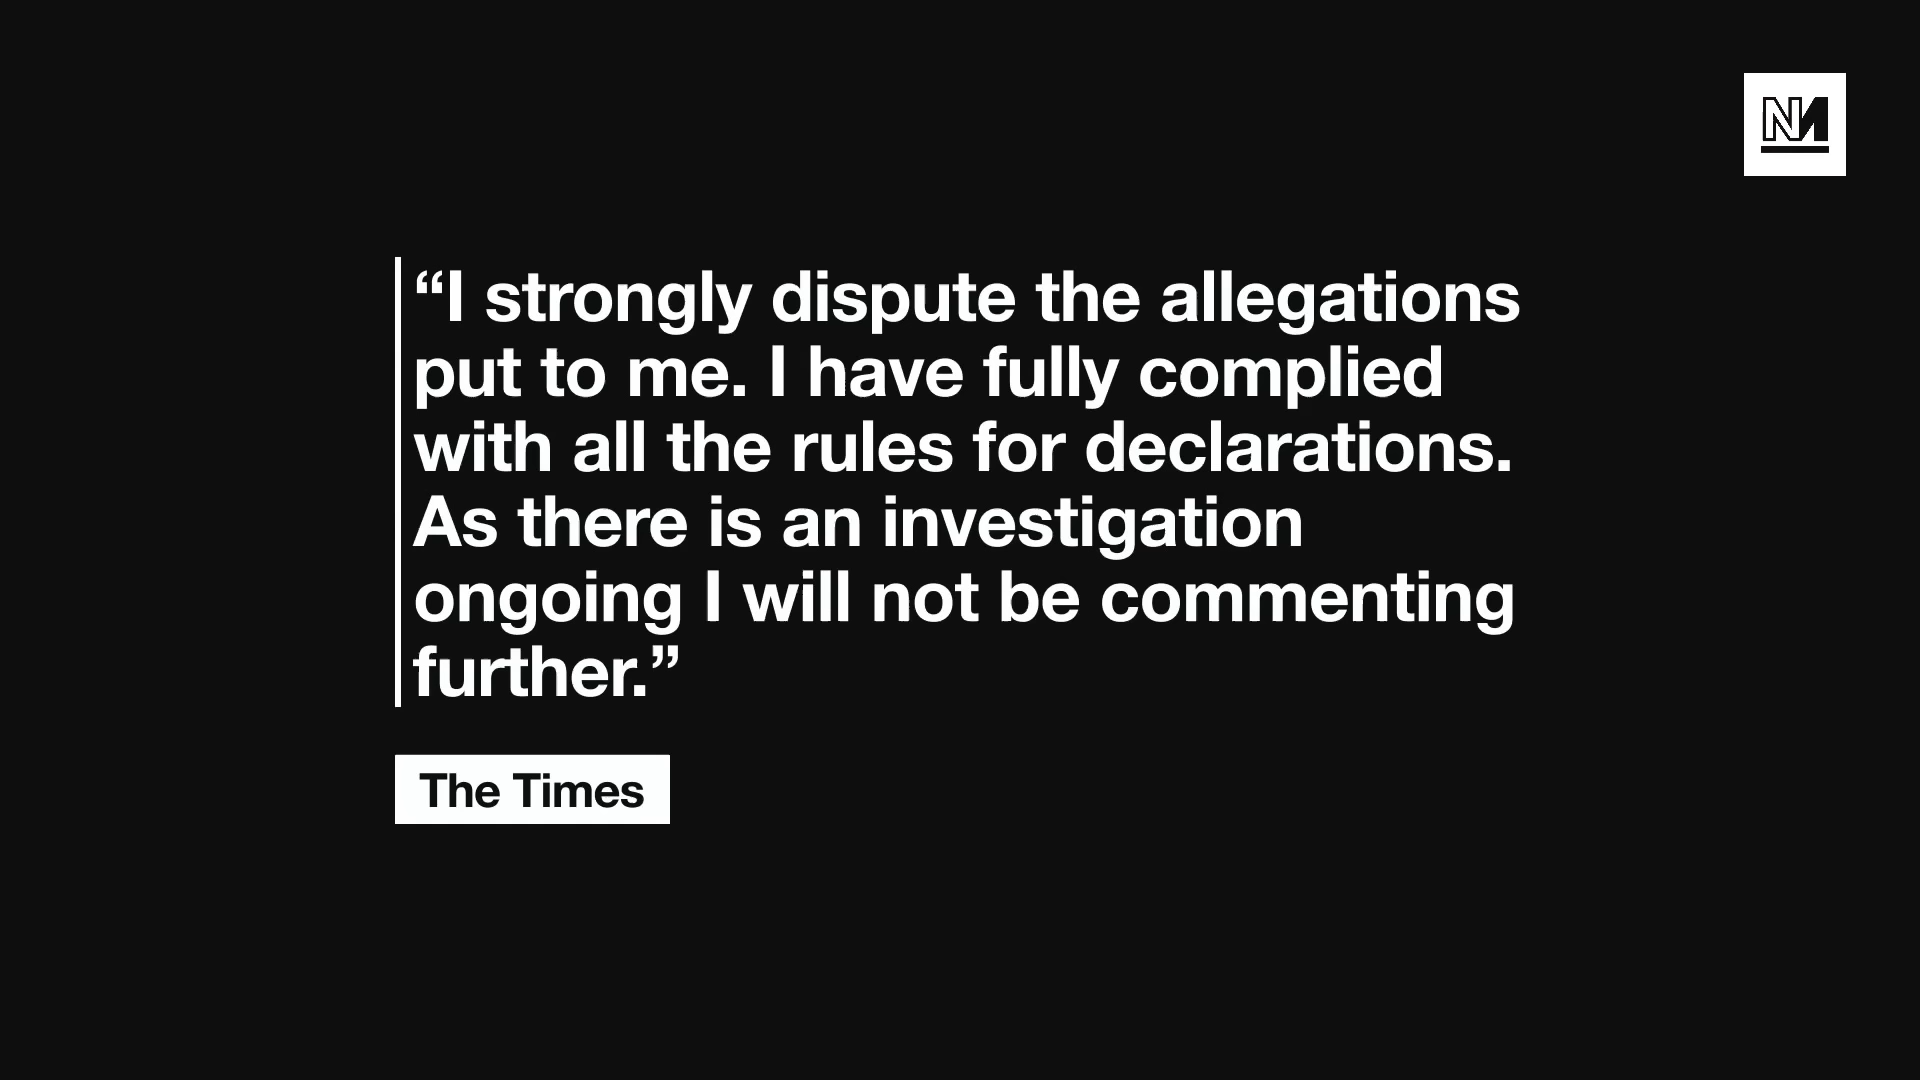 NM
“I strongly dispute the allegations
put to me. I have fully complied
with all the rules for declarations.
As there is an investigation
ongoing I will not be commenting
further.”
The Times